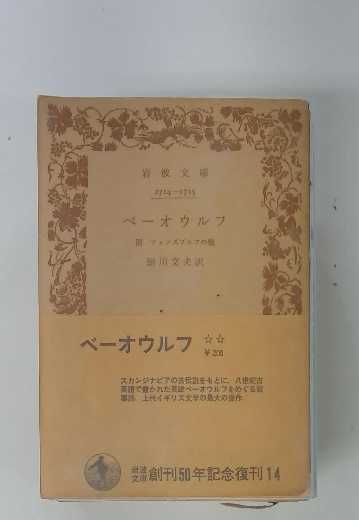 岩波文庫
2714—2715
ベーオウルフ
附 フィンズブルフの戦
厨川文夫訳
ベーオウルフ ☆☆
￥200
スカンジナビアの古伝説をもとに、八世紀古
英語で書かれた英雄ベーオウルフをめぐる叙
事詩。上代イギリス文学の最大の傑作
岩波
文庫 創刊50年記念復刊14